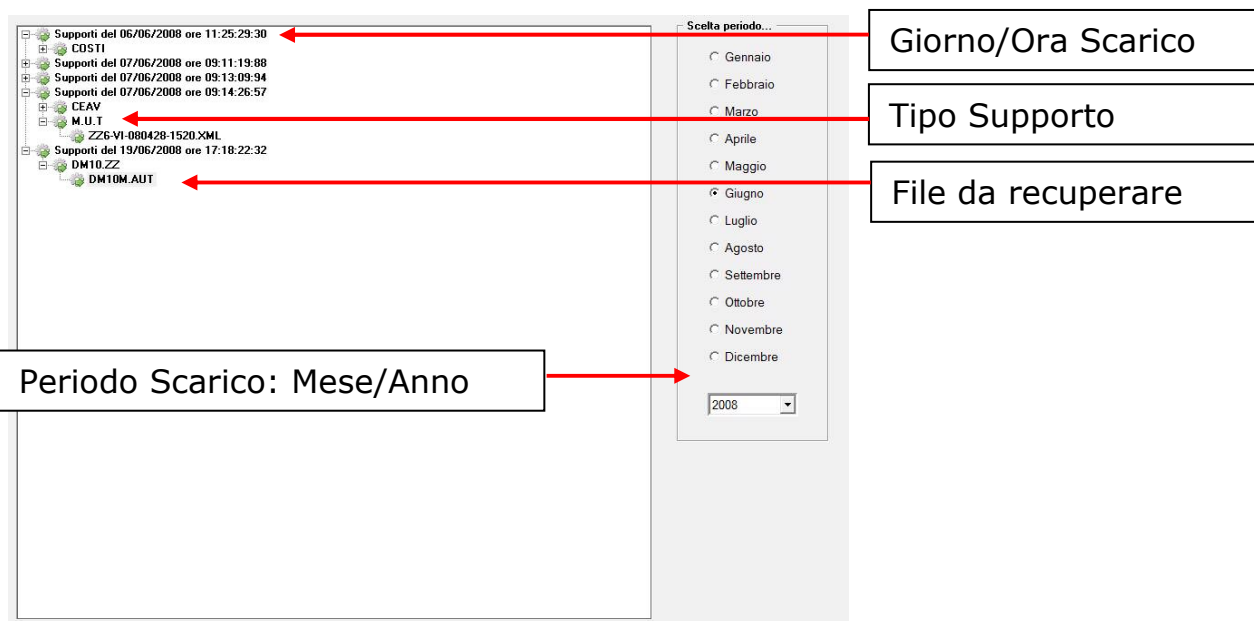 Supporti del 06/06/2008 ore 11:25:29:30
COSTI
Supporti del 07/06/2008 ore 09:11:19:88
Supporti del 07/06/2008 ore 09:13:09:94
Supporti del 07/06/2008 ore 09:14:26:57
CEAV
M.U.T
ZZ6-VI-080428-1520.XML
Supporti del 19/06/2008 ore 17:18:22:32
DM10.ZZ
DM10M.AUT
Scelta periodo...
Gennaio
Febbraio
Marzo
Aprile
Maggio
Giugno
Luglio
Agosto
Settembre
Ottobre
Novembre
Dicembre
2008
Giorno/Ora Scarico
Tipo Supporto
File da recuperare
Periodo Scarico: Mese/Anno